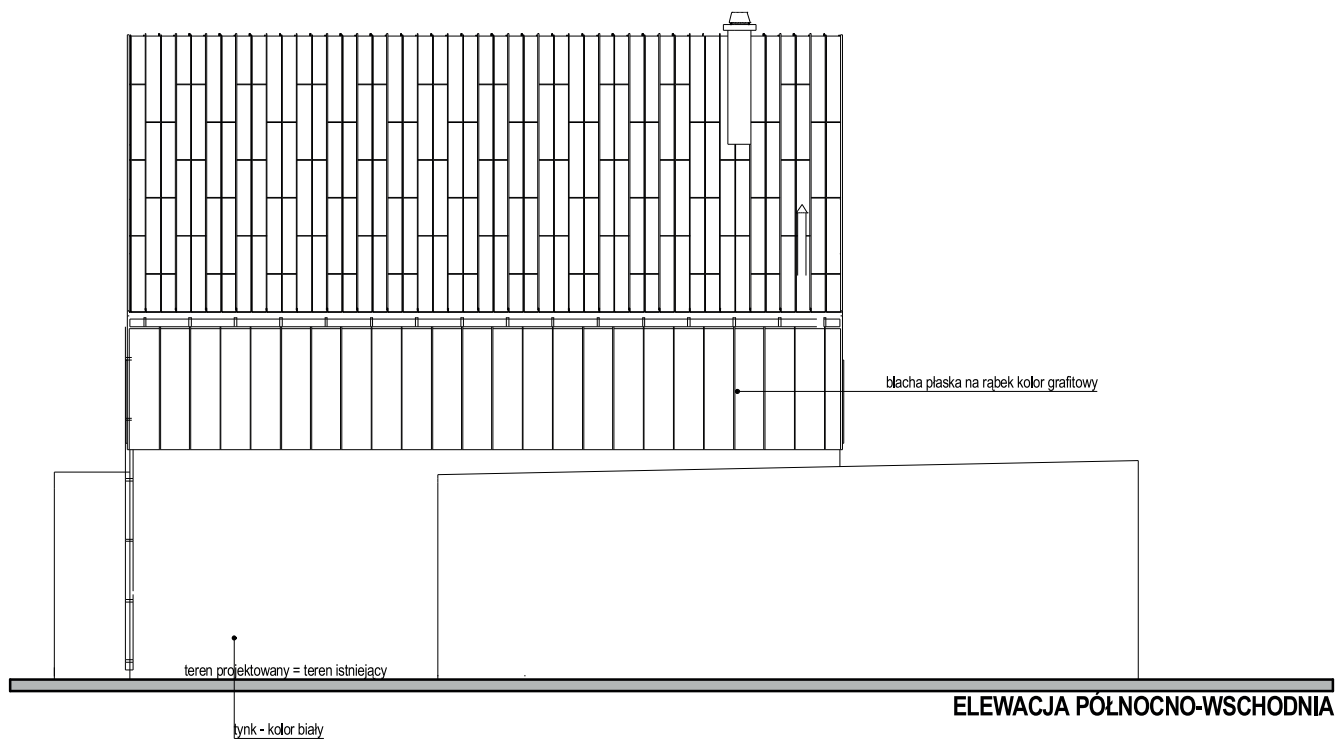 blacha płaska na rąbek kolor grafitowy
teren projektowany = teren istniejący
ELEWACJA PÓŁNOCNO-WSCHODNIA
tynk - kolor biały